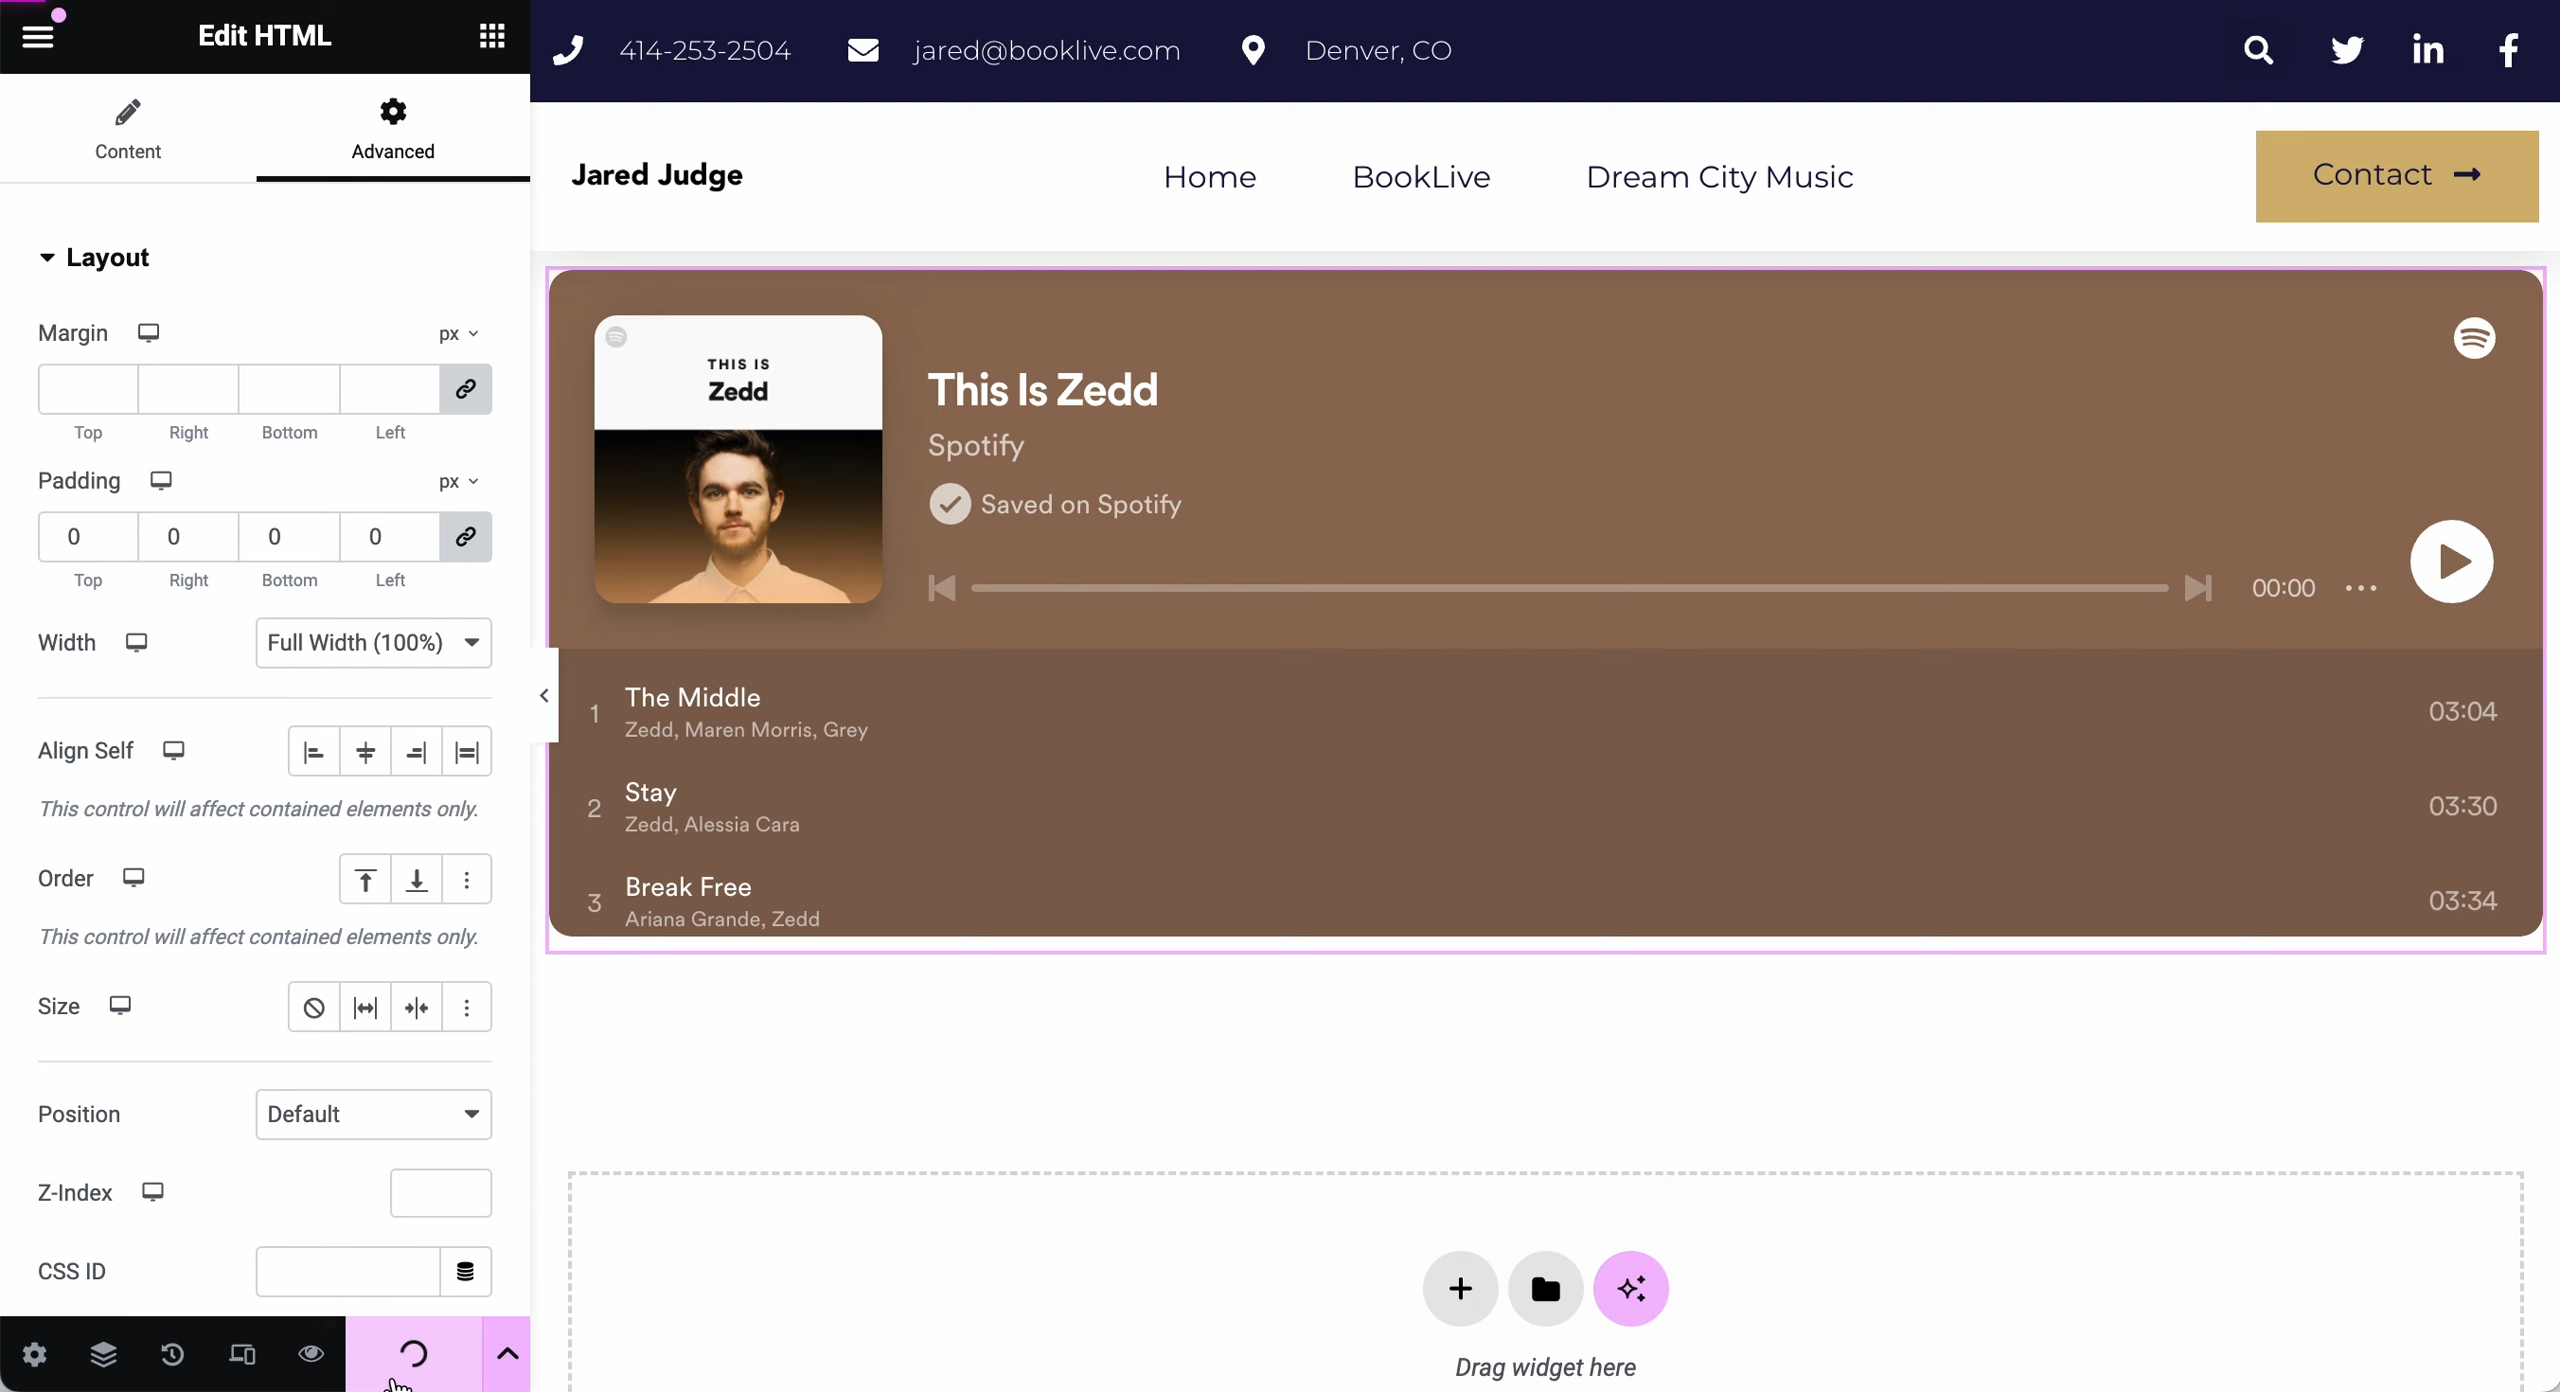 Edit HTML
Content
Advanced
Layout
Margin
px
Top Right Bottom Left
Padding
px
0 0 0 0
Top Right Bottom Left
Width
Full Width (100%)
Align Self
This control will affect contained elements only.
Order
This control will affect contained elements only.
Size
Position
Default
Z-Index
CSS ID
414-253-2504
jared@booklive.com
Denver, CO
Jared Judge
Home
BookLive
Dream City Music
Contact
THIS IS
Zedd
This Is Zedd
Spotify
Saved on Spotify
00:00
1
The Middle
Zedd, Maren Morris, Grey
03:04
2
Stay
Zedd, Alessia Cara
03:30
3
Break Free
Ariana Grande, Zedd
03:34
Drag widget here